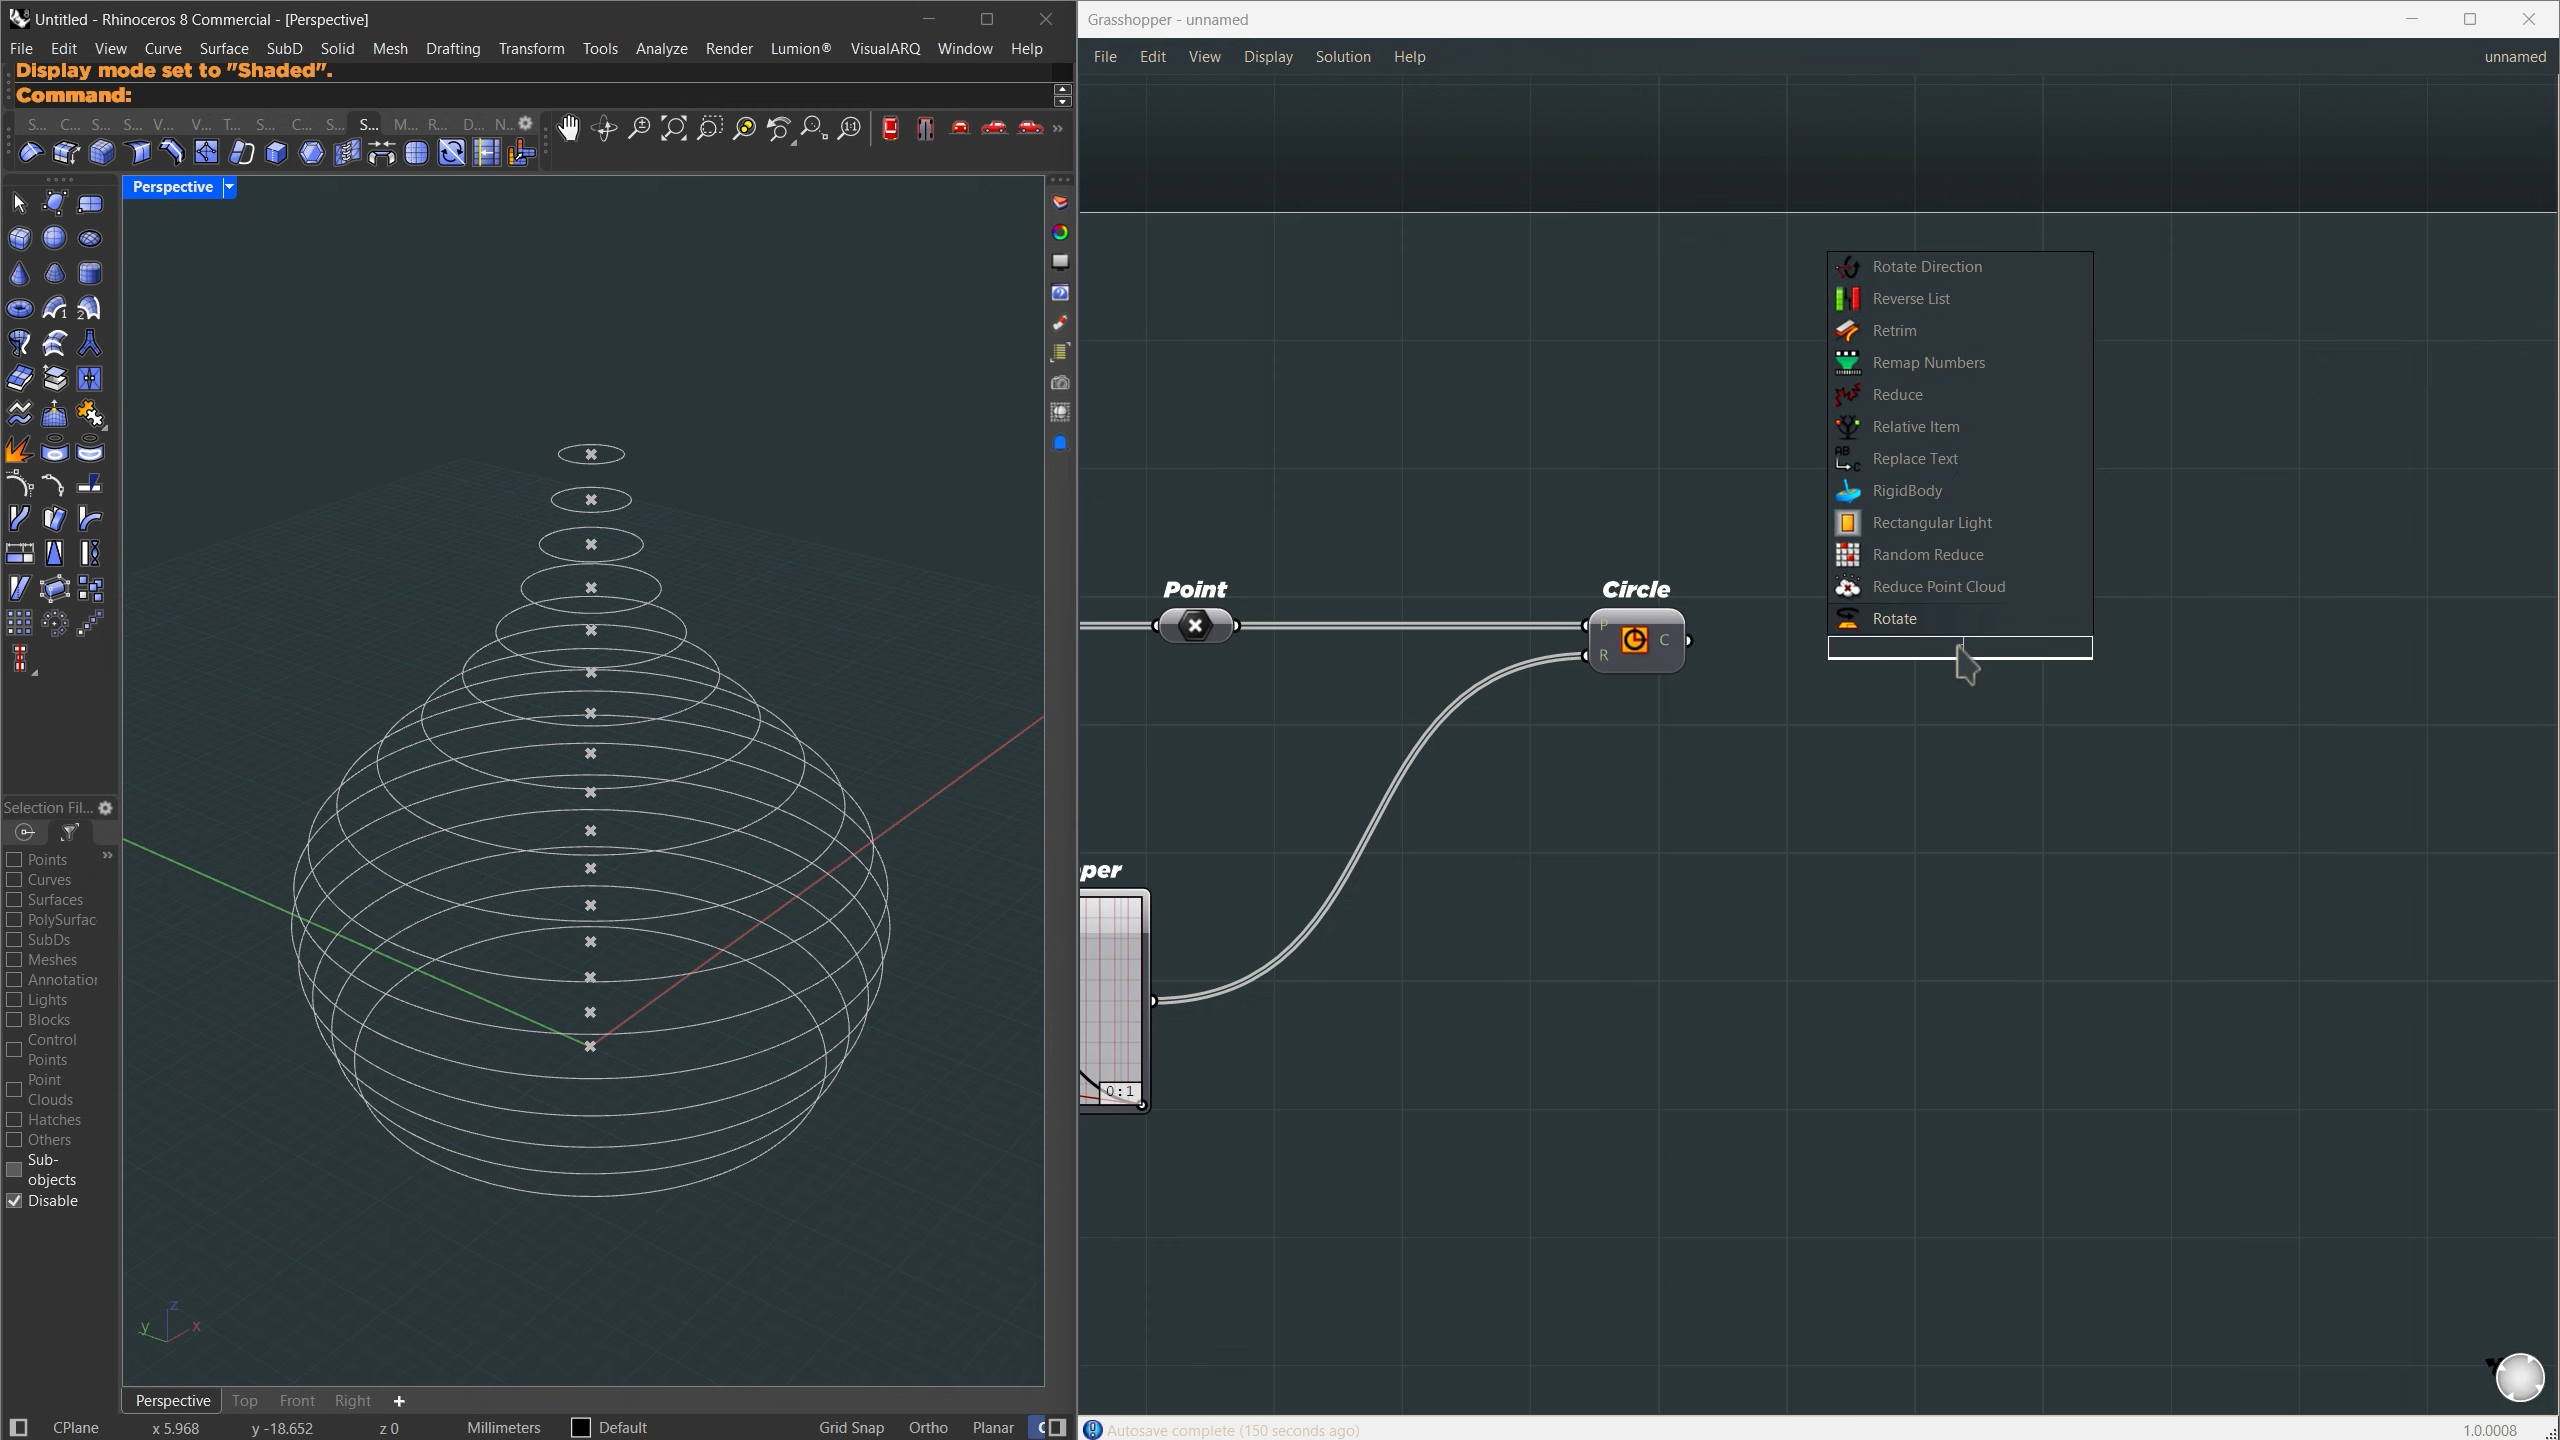 Untitled - Rhinoceros 8 Commercial - [Perspective]
File Edit View Curve Surface SubD Solid Mesh Drafting Transform Tools Analyze Render Lumion® VisualARQ Window Help
Display mode set to "Shaded".
Command:
S... C... S... S... V... V... T... S... C... S... S... M... R... D... N...
Perspective
Selection Fil...
Points
Curves
Surfaces
PolySurfac
SubDs
Meshes
Annotation
Lights
Blocks
Control
Points
Point
Clouds
Hatches
Others
Sub-
objects
Disable
z
y x
Perspective Top Front Right
CPlane x 5.968 y -18.652 z 0 Millimeters Default Grid Snap Ortho Planar
Grasshopper - unnamed
File Edit View Display Solution Help unnamed
Rotate Direction
Reverse List
Retrim
Remap Numbers
Reduce
Relative Item
Replace Text
RigidBody
Rectangular Light
Random Reduce
Reduce Point Cloud
Rotate
Point
Circle
P
C
R
per
0:1
Autosave complete (150 seconds ago) 1.0.0008